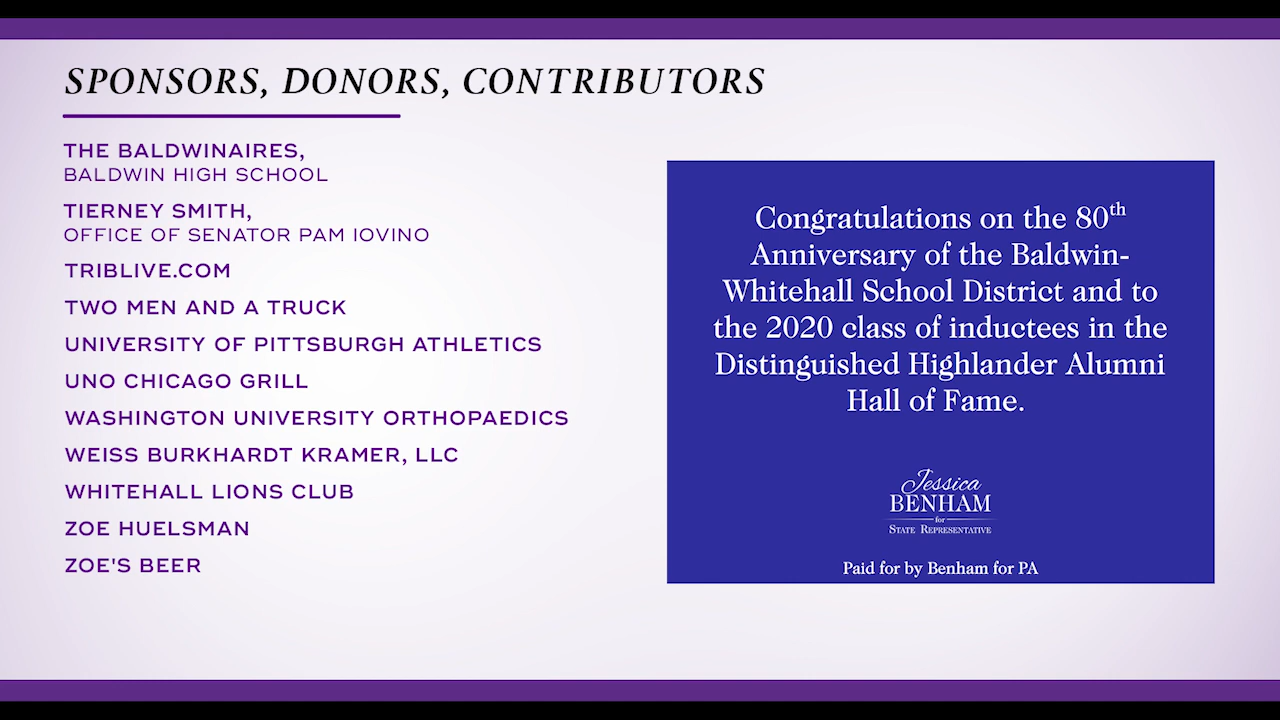 SPONSORS, DONORS, CONTRIBUTORS
THE BALDWINAIRES,
BALDWIN HIGH SCHOOL
TIERNEY SMITH,
OFFICE OF SENATOR PAM IOVINO
TRIBLIVE.COM
TWO MEN AND A TRUCK
UNIVERSITY OF PITTSBURGH ATHLETICS
UNO CHICAGO GRILL
WASHINGTON UNIVERSITY ORTHOPAEDICS
WEISS BURKHARDT KRAMER, LLC
WHITEHALL LIONS CLUB
ZOE HUELSMAN
ZOE'S BEER
Congratulations on the 80th
Anniversary of the Baldwin-
Whitehall School District and to
the 2020 class of inductees in the
Distinguished Highlander Alumni
Hall of Fame.
Jessica
BENHAM
for
STATE REPRESENTATIVE
Paid for by Benham for PA